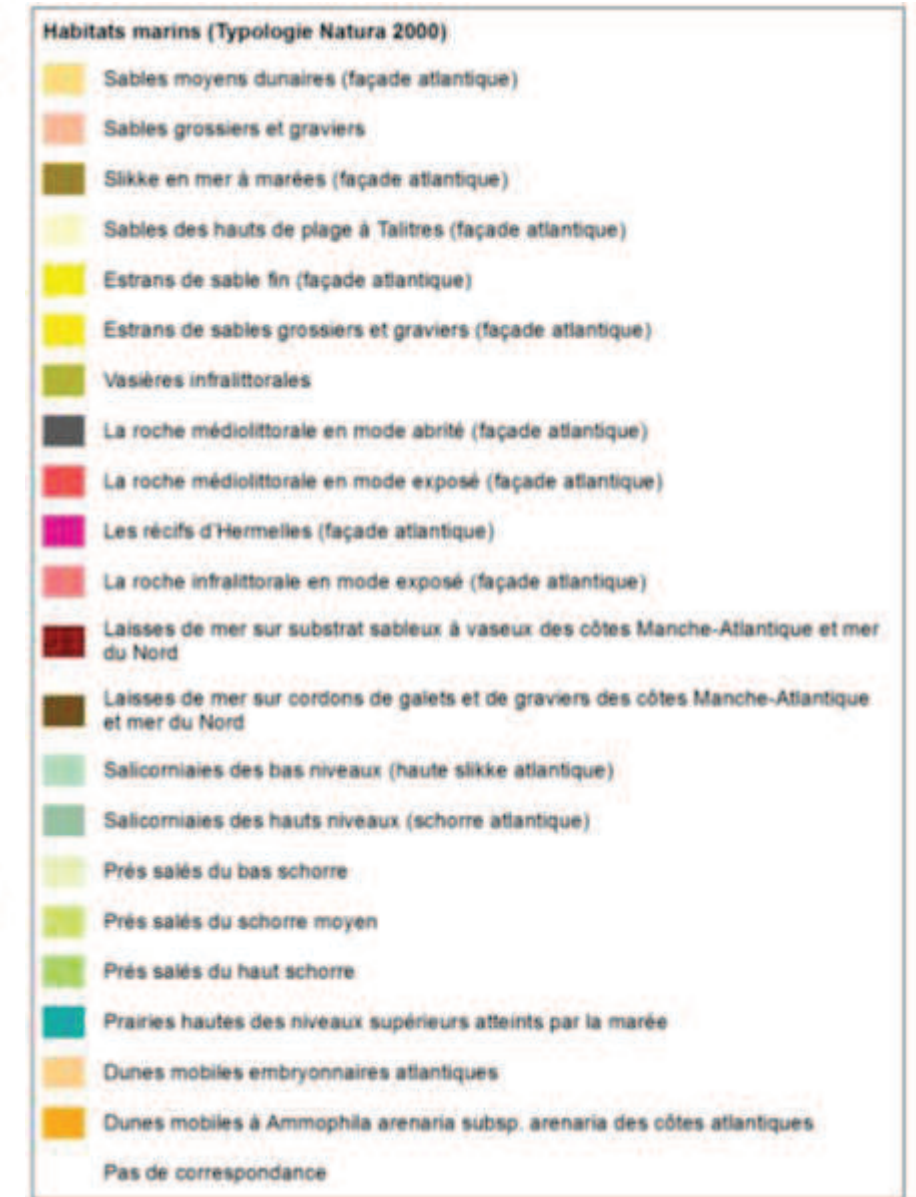 Habitats marins (Typologie Natura 2000)
Sables moyens dunaires (façade atlantique)
Sables grossiers et graviers
Slikke en mer à marées (façade atlantique)
Sables des hauts de plage à Talitres (façade atlantique)
Estrans de sable fin (façade atlantique)
Estrans de sables grossiers et graviers (façade atlantique)
Vasières infralittorales
La roche médiolittorale en mode abrité (façade atlantique)
La roche médiolittorale en mode exposé (façade atlantique)
Les récifs d'Hermelles (façade atlantique)
La roche infralittorale en mode exposé (façade atlantique)
Laisses de mer sur substrat sableux à vaseux des côtes Manche-Atlantique et mer
du Nord
Laisses de mer sur cordons de galets et de graviers des côtes Manche-Atlantique
et mer du Nord
Salicorniaies des bas niveaux (haute slikke atlantique)
Salicorniaies des hauts niveaux (schorre atlantique)
Prés salés du bas schorre
Prés salés du schorre moyen
Prés salés du haut schorre
Prairies hautes des niveaux supérieurs atteints par la marée
Dunes mobiles embryonnaires atlantiques
Dunes mobiles à Ammophila arenaria subsp. arenaria des côtes atlantiques
Pas de correspondance